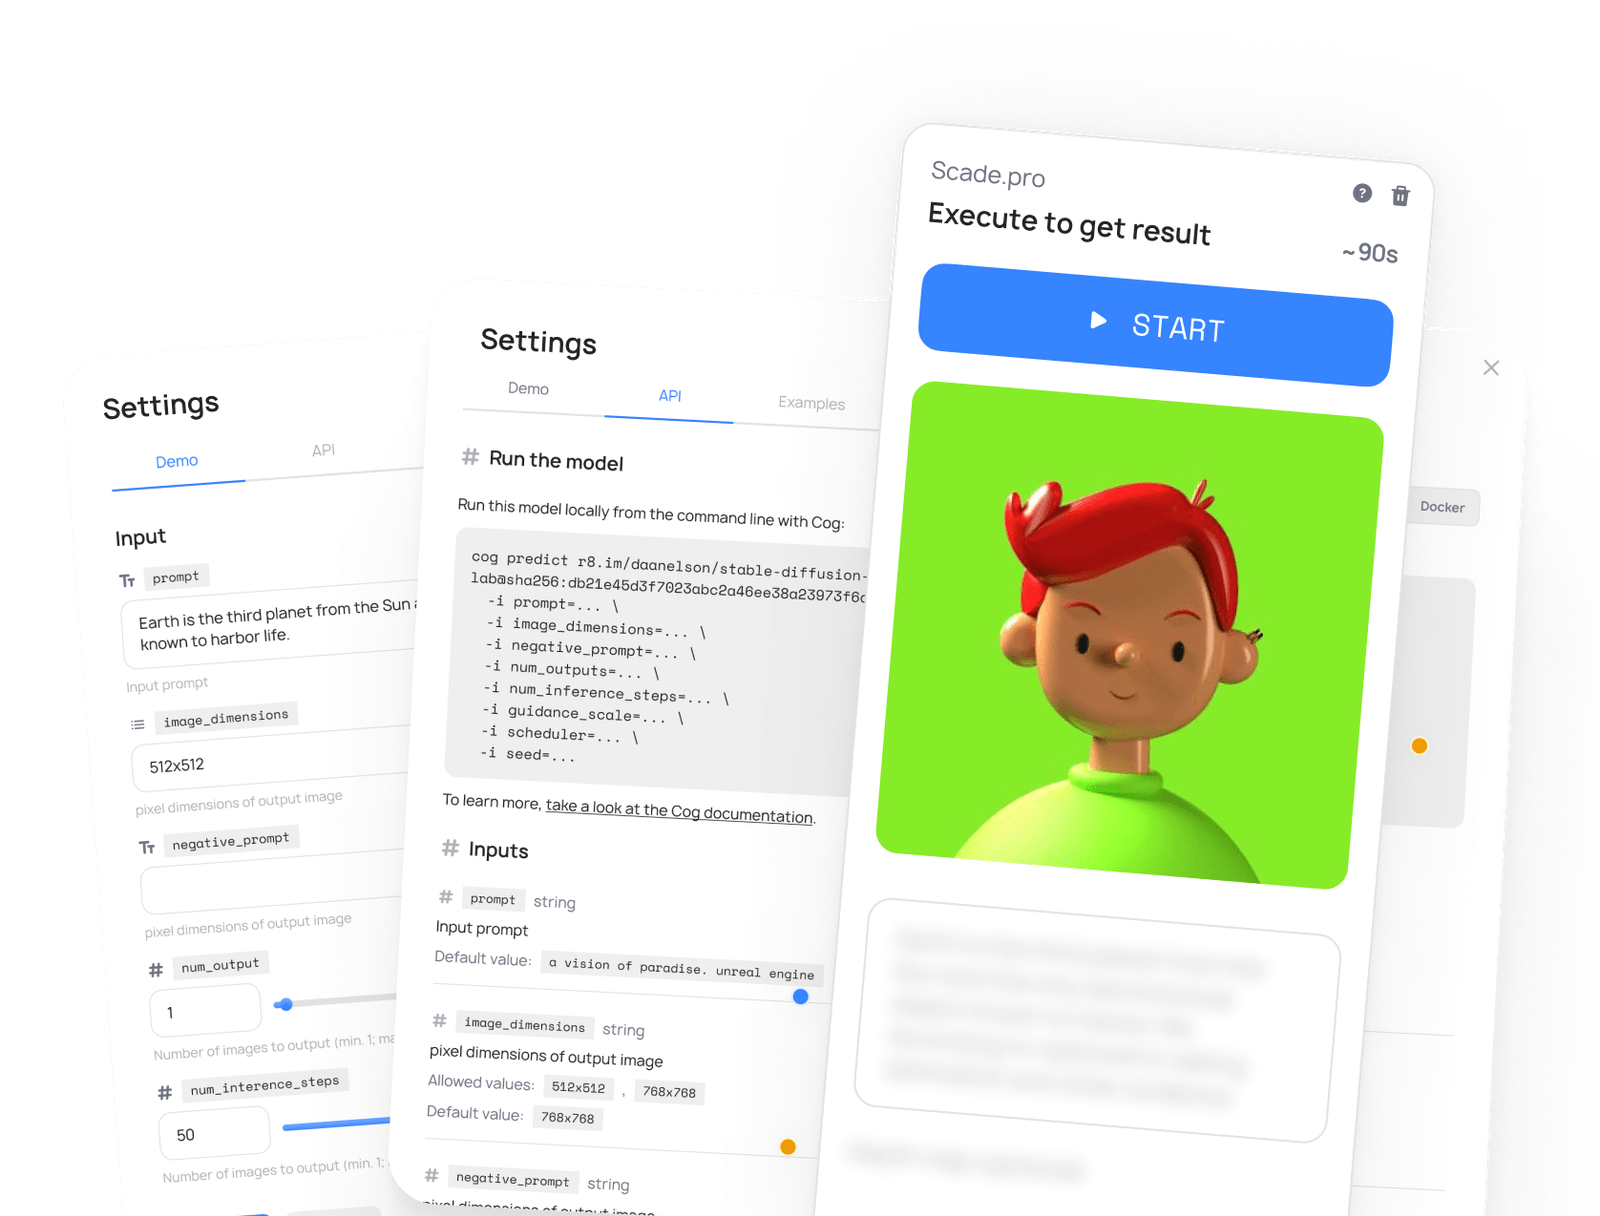 Settings
Demo
API
Input
prompt
Earth is the third planet from the Sun
known to harbor life.
Input prompt
image_dimensions
512x512
pixel dimensions of output image
negative_prompt
pixel dimensions of output image
num_output
1
Number of images to output (min. 1;
num_interence_steps
50
Number of images to output (min. 1;
Settings
Demo
API
Examples
# Run the model
Run this model locally from the command line with Cog:
cog predict r8.im/daanelson/stable-diffusion-
lab@sha256:db21e45d3f7023abc2a46ee38a23973f6
-i prompt=... \
-i image_dimensions=... \
-i negative_prompt=... \
-i num_outputs=... \
-i num_inference_steps=... \
-i guidance_scale=... \
-i scheduler=... \
-i seed=...
To learn more, take a look at the Cog documentation.
# Inputs
# prompt string
Input prompt
Default value: a vision of paradise. unreal engine
# image_dimensions string
pixel dimensions of output image
Allowed values: 512x512 , 768x768
Default value: 768x768
# negative_prompt string
pixel dimensions of output image
Scade.pro
Execute to get result
~90s
START
Docker